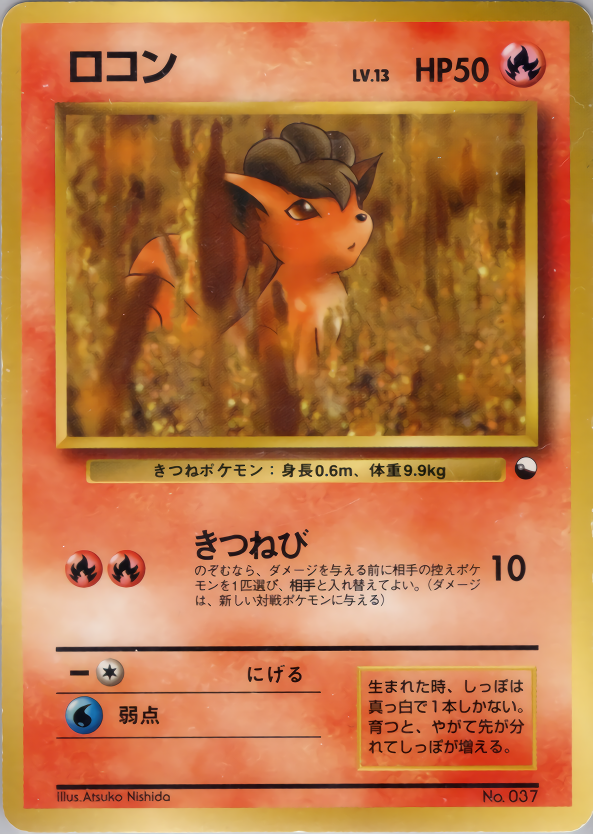 ロコン LV.13 HP50
きつねポケモン：身長0.6m、体重9.9kg
きつねび
のぞむなら、ダメージを与える前に相手の控えポケ
モンを1匹選び、相手と入れ替えてよい。（ダメージ
は、新しい対戦ポケモンに与える） 10
− にげる
弱点
生まれた時、しっぽは
真っ白で1本しかない。
育つと、やがて先が分
れてしっぽが増える。
Illus.Atsuko Nishida No. 037